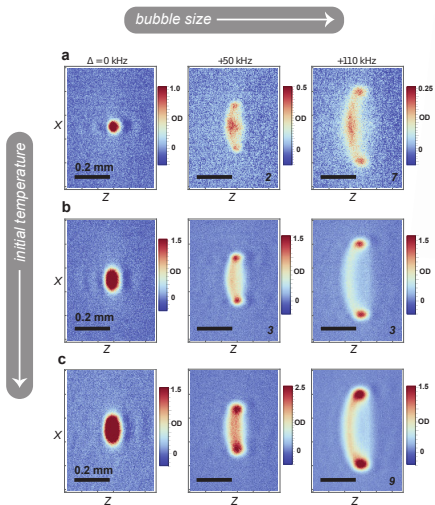 bubble size
initial temperature
a
Δ = 0 kHz
+50 kHz
+110 kHz
X
0.2 mm
1.0
OD
0
2
0.5
OD
0
7
0.25
OD
0
Z
Z
Z
b
X
0.2 mm
1.5
OD
0
3
1.5
OD
0
3
1.5
OD
0
Z
Z
Z
c
X
0.2 mm
1.5
OD
0
2.5
OD
0
9
1.5
OD
0
Z
Z
Z